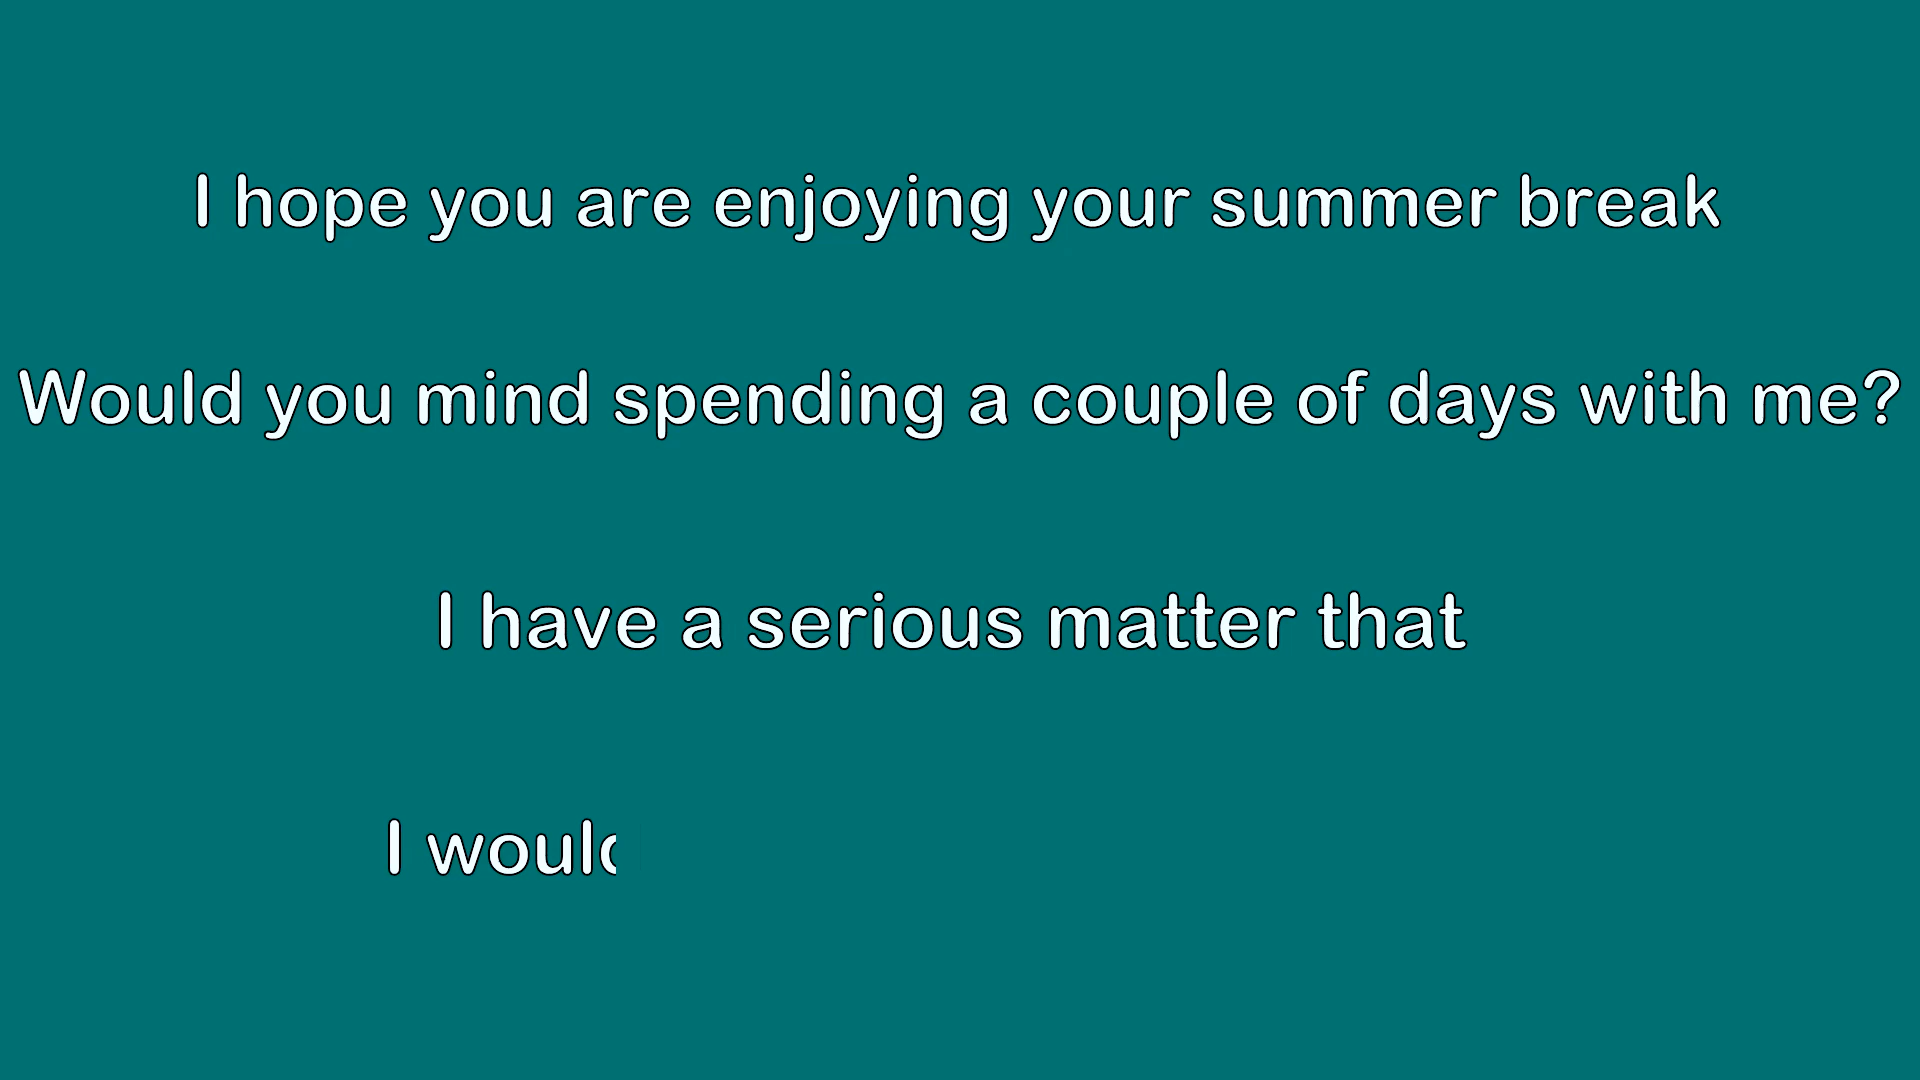 I hope you are enjoying your summer break
Would you mind spending a couple of days with me?
I have a serious matter that
I